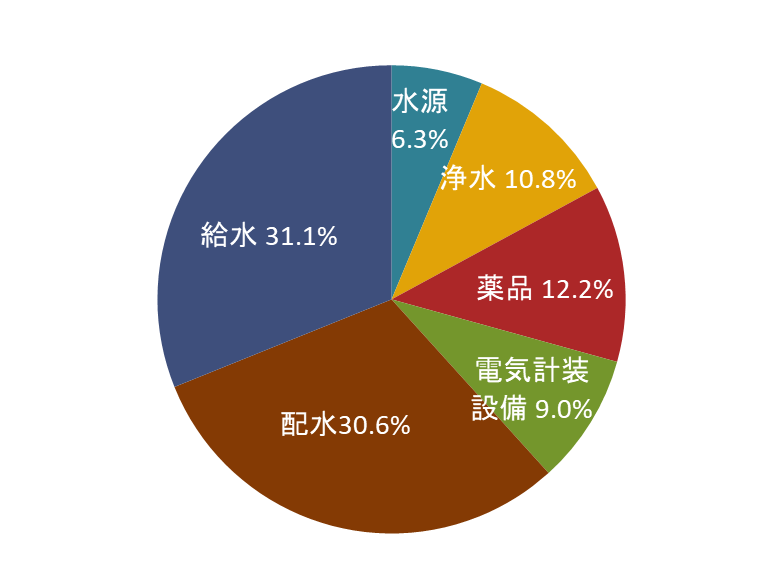 水源
6.3%
浄水 10.8%
薬品 12.2%
電気計装
設備 9.0%
配水30.6%
給水 31.1%